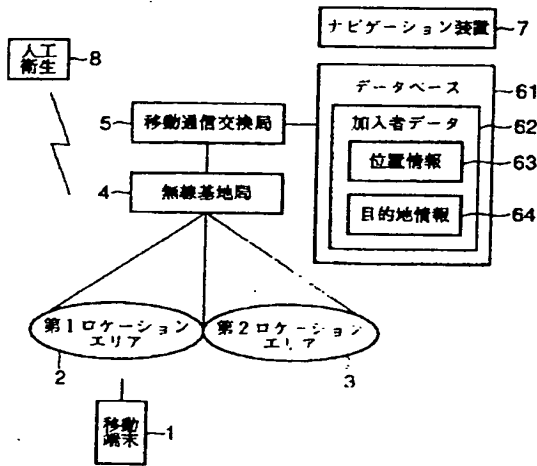 ナビゲーション装置
7
人工
衛生
8
データベース
61
5
移動通信交換局
加入者データ
62
位置情報
63
4
無線基地局
目的地情報
64
第1ロケーション
エリア
第2ロケーション
エリア
2
3
移動
端末
1